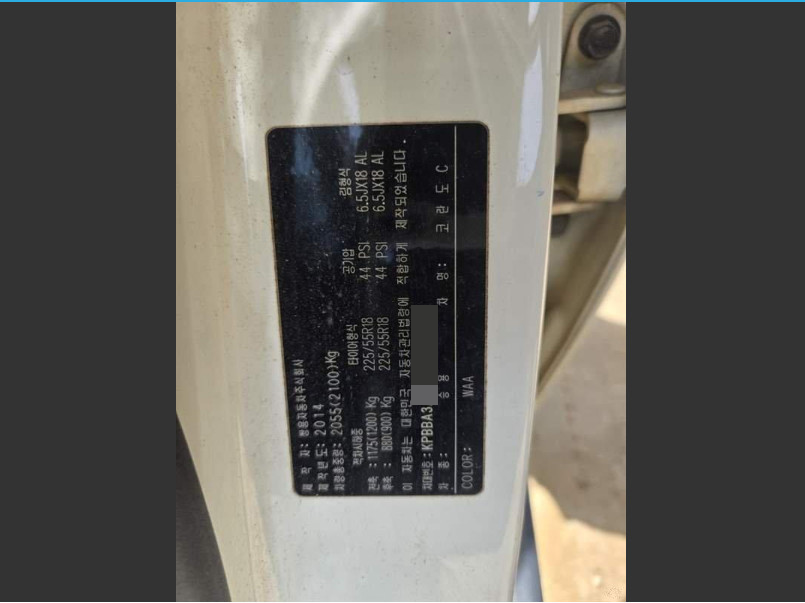 제 작 자: 쌍용자동차주식회사
제작년도: 2014
차량총중량: 2055(2100)Kg
적차시하중 타이어형식 공기압 림형식
전축 : 1175(1200) Kg 225/55R18 44 PSI 6.5JX18 AL
후축 : 880(900) Kg 225/55R18 44 PSI 6.5JX18 AL
이 자동차는 대한민국 자동차관리법령에 적합하게 제작되었습니다.
차대번호: KPBBA3
차 종: 승용 차 명: 코 란 도 C
COLOR: WAA